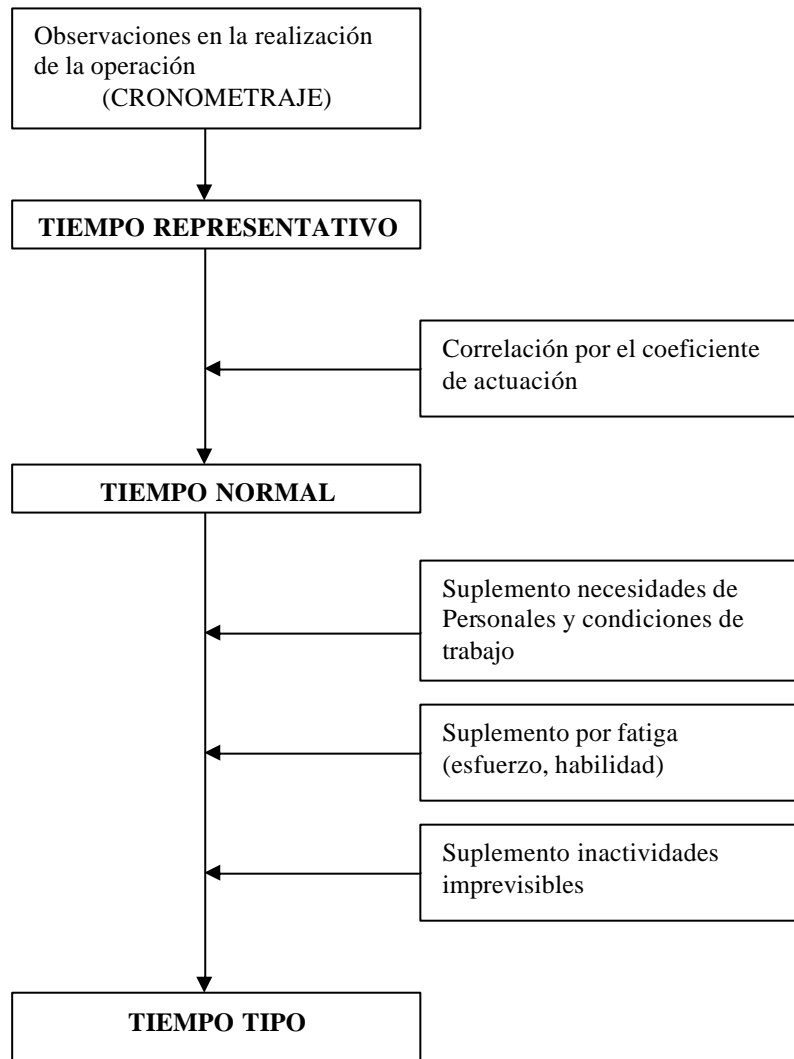 Observaciones en la realización
de la operación
(CRONOMETRAJE)
TIEMPO REPRESENTATIVO
Correlación por el coeficiente
de actuación
TIEMPO NORMAL
Suplemento necesidades de
Personales y condiciones de
trabajo
Suplemento por fatiga
(esfuerzo, habilidad)
Suplemento inactividades
imprevisibles
TIEMPO TIPO